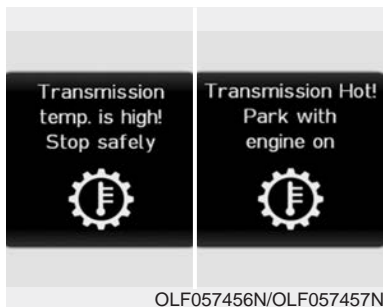 Transmission
temp. is high!
Stop safely
Transmission Hot!
Park with
engine on
OLF057456N/OLF057457N